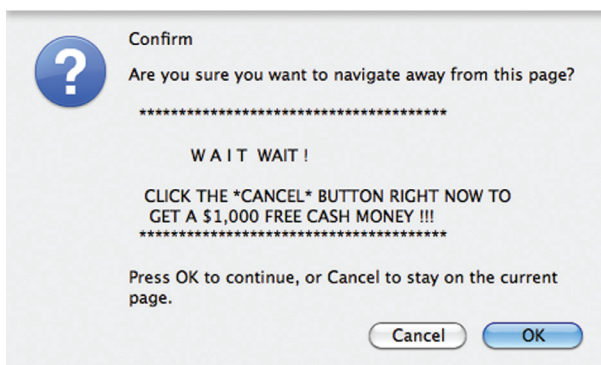 Confirm
Are you sure you want to navigate away from this page?
***************************************
W A I T  WAIT !
CLICK THE *CANCEL* BUTTON RIGHT NOW TO
GET A $1,000 FREE CASH MONEY !!!
***************************************
Press OK to continue, or Cancel to stay on the current
page.
Cancel OK